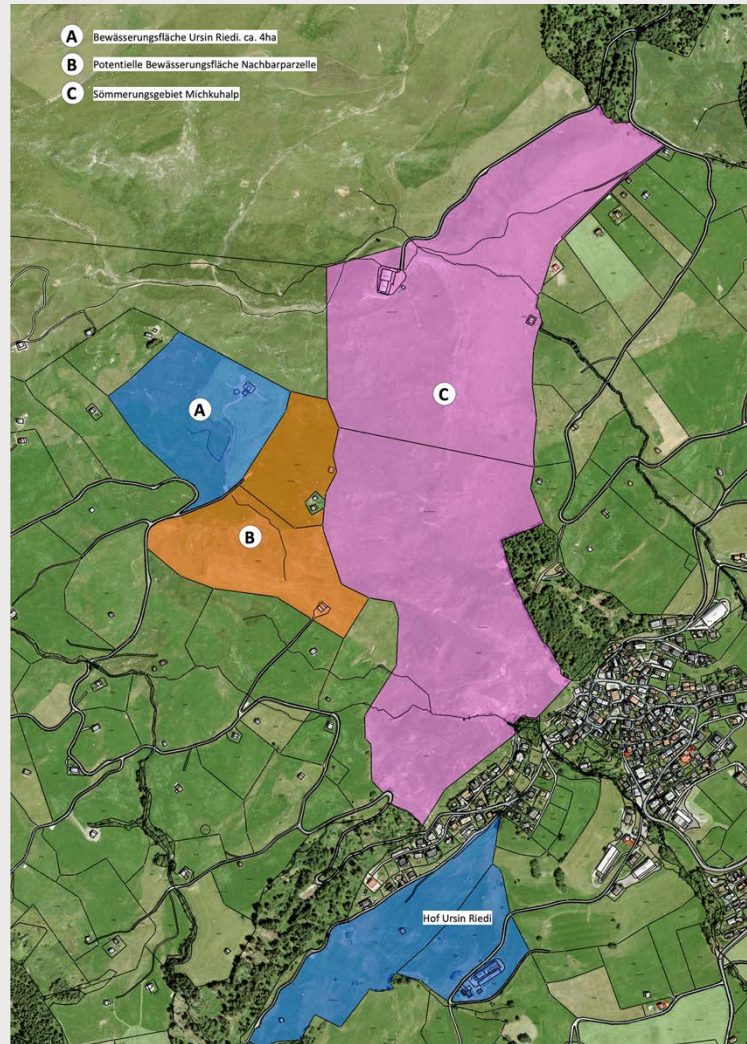 A Bewässerungsfläche Ursin Riedi. ca. 4ha
B Potentielle Bewässerungsfläche Nachbarparzelle
C Sömmerungsgebiet Michkuhalp
C
A
B
Hof Ursin Riedi